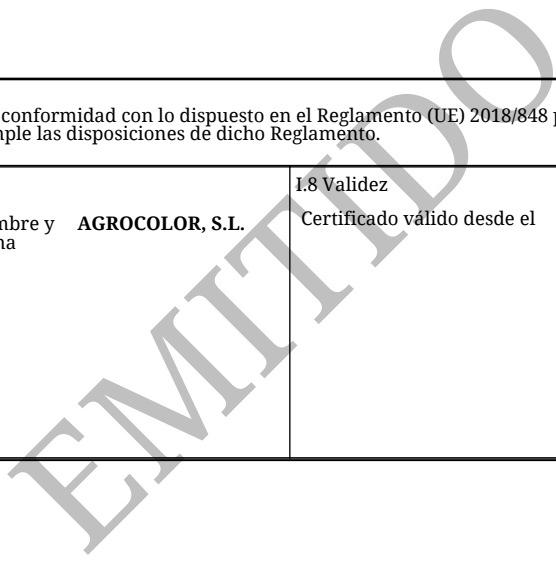 conformidad con lo dispuesto en el Reglamento (UE) 2018/848
las disposiciones de dicho Reglamento.
I.8 Validez
y AGROCOLOR, S.L.
Certificado válido desde el
EMITIDO